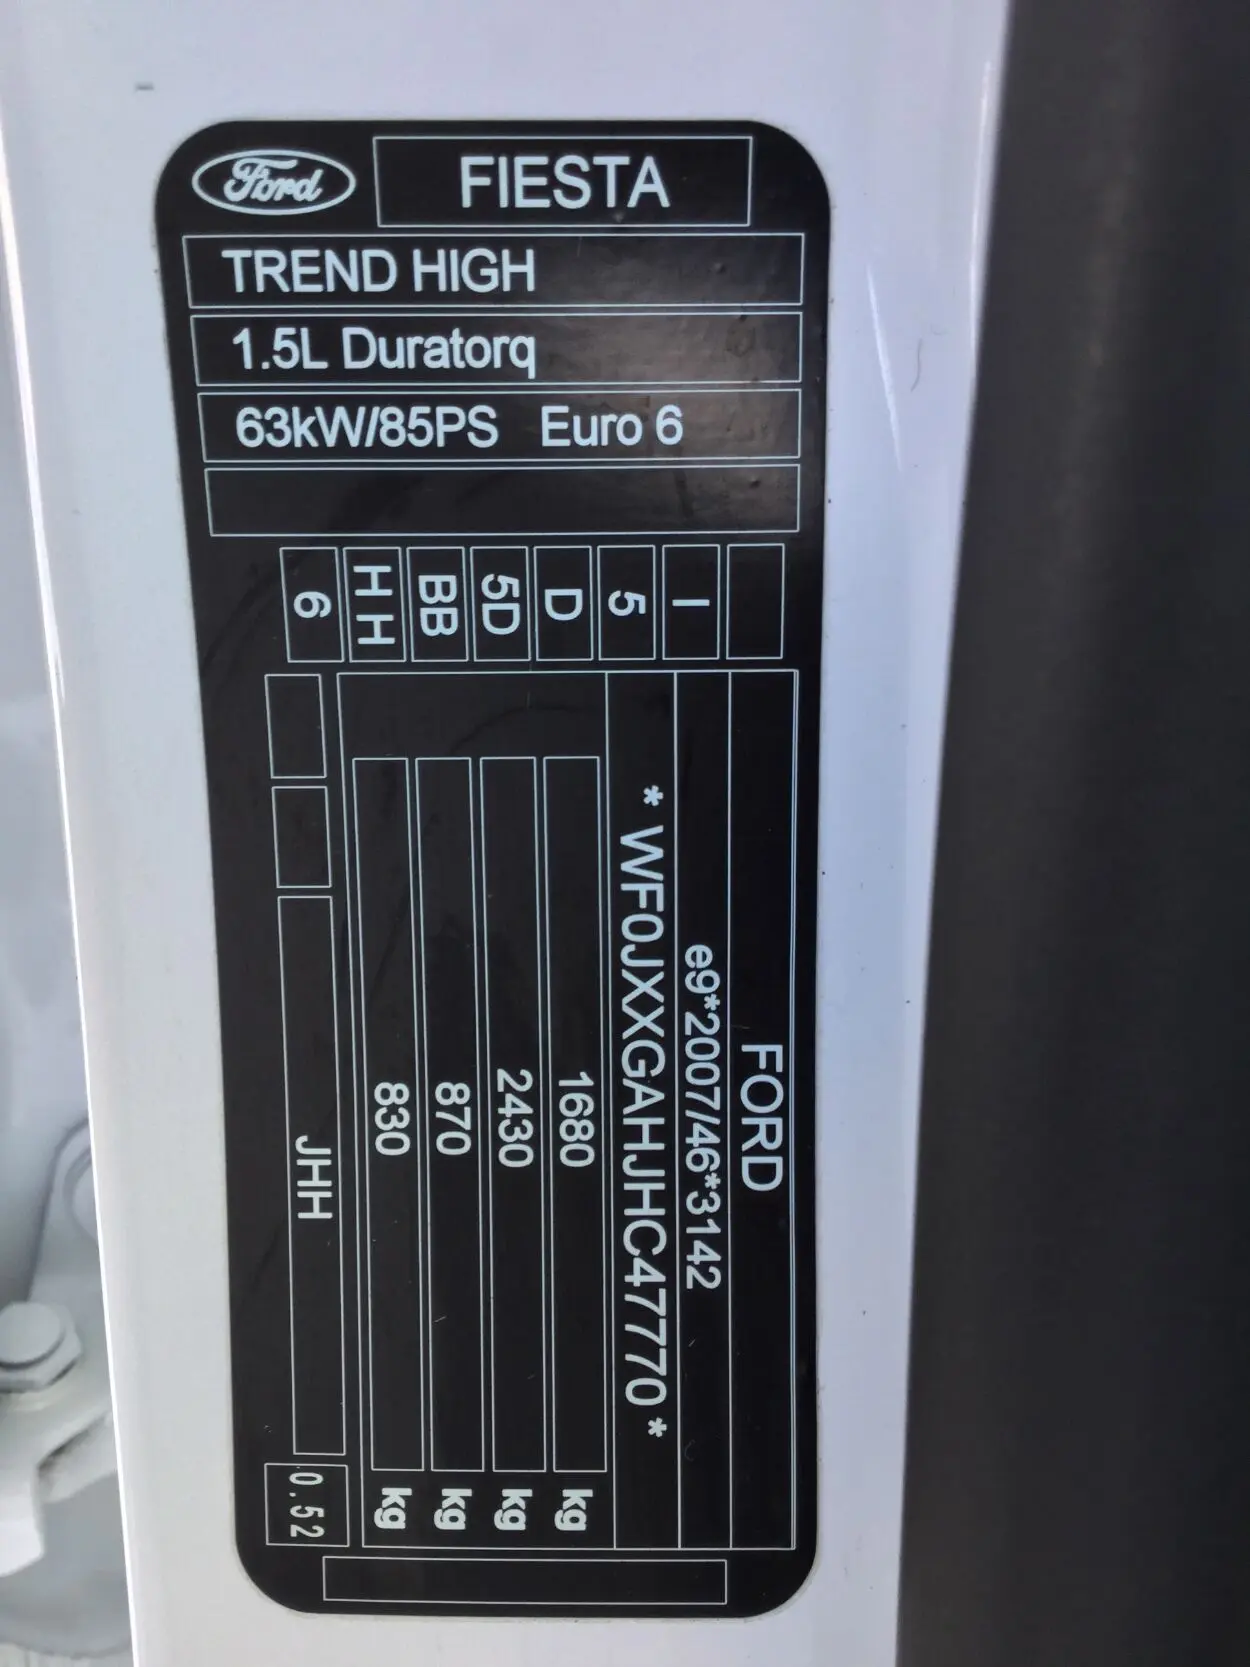 Ford
FIESTA
TREND HIGH
1.5L Duratorq
63kW/85PS Euro 6
I
5
D
5D
BB
HH
6
FORD
e9*2007/46*3142
* WF0JXXGAHJHC47770 *
1680 kg
2430 kg
870 kg
830 kg
JHH
0.52